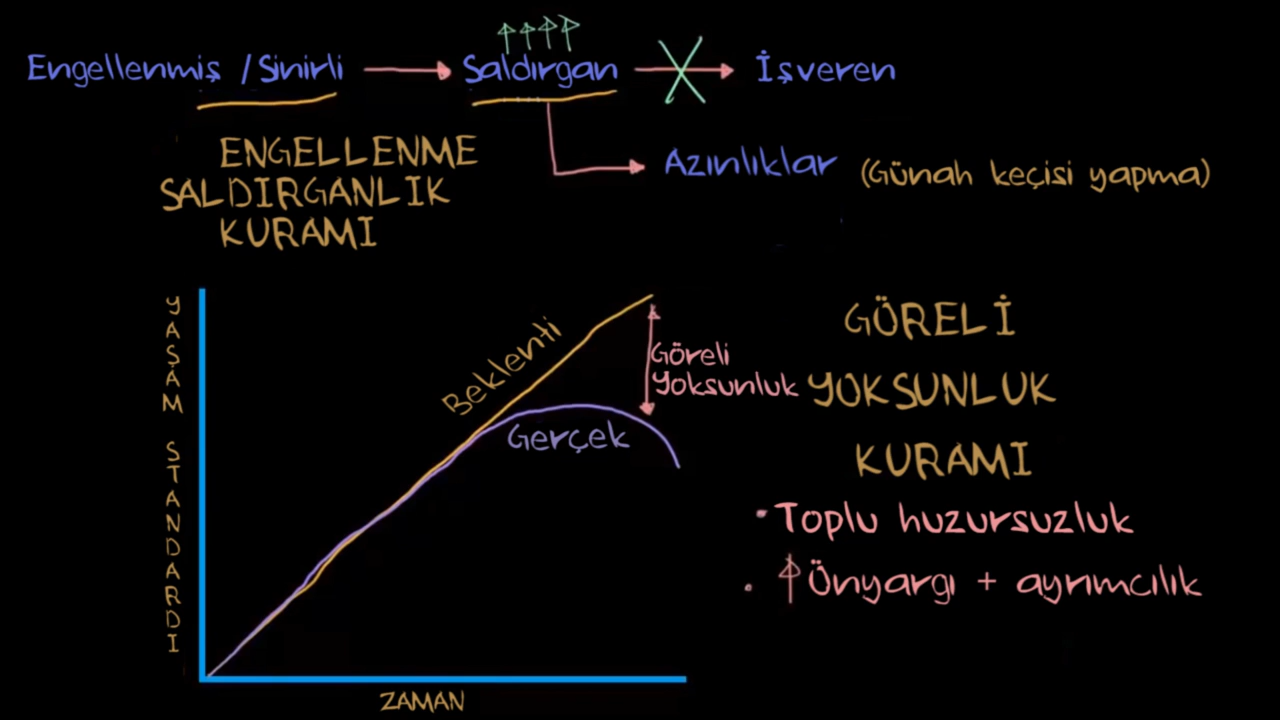 Engellenmiş / Sinirli
Saldırgan
İşveren
ENGELLENME
SALDIRGANLIK
KURAMI
Azınlıklar (Günah keçisi yapma)
YAŞAM STANDARDI
Beklenti
Göreli
Yoksunluk
Gerçek
ZAMAN
GÖRELİ
YOKSUNLUK
KURAMI
• Toplu huzursuzluk
• ↑ Ünyargı + ayrımcılık